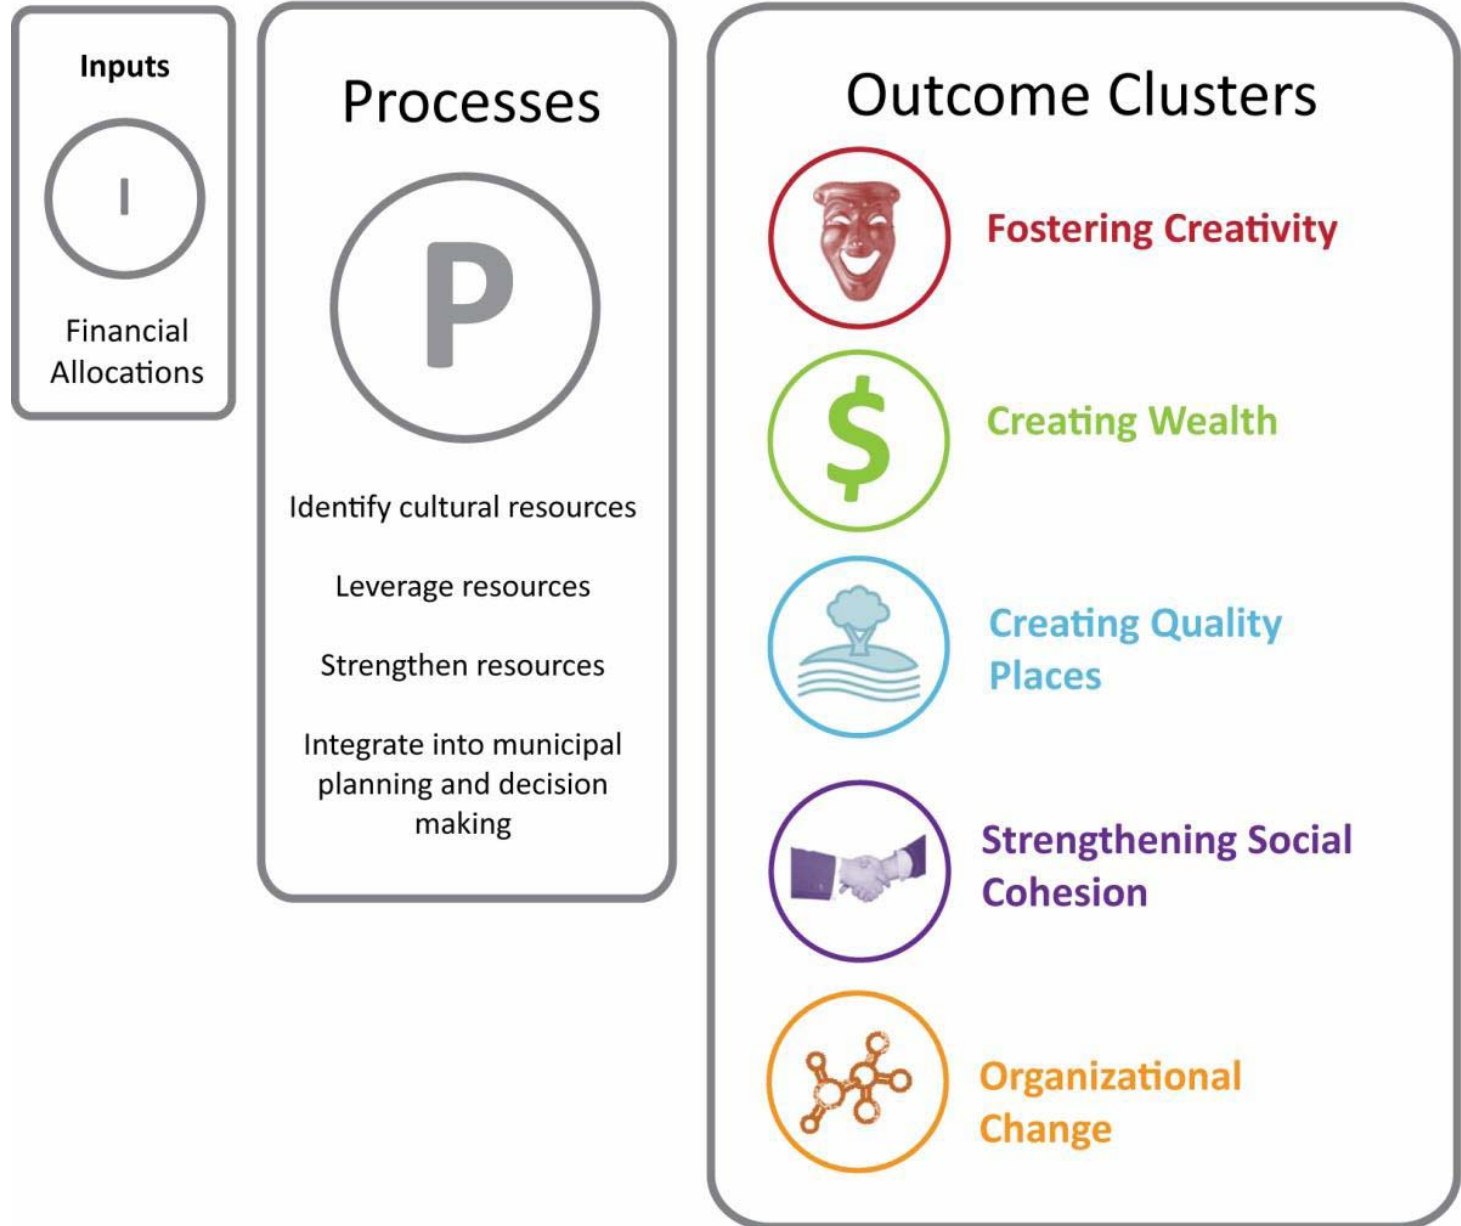 Inputs
I
Financial
Allocations
Processes
P
Identify cultural resources
Leverage resources
Strengthen resources
Integrate into municipal
planning and decision
making
Outcome Clusters
Fostering Creativity
$
Creating Wealth
Creating Quality
Places
Strengthening Social
Cohesion
Organizational
Change